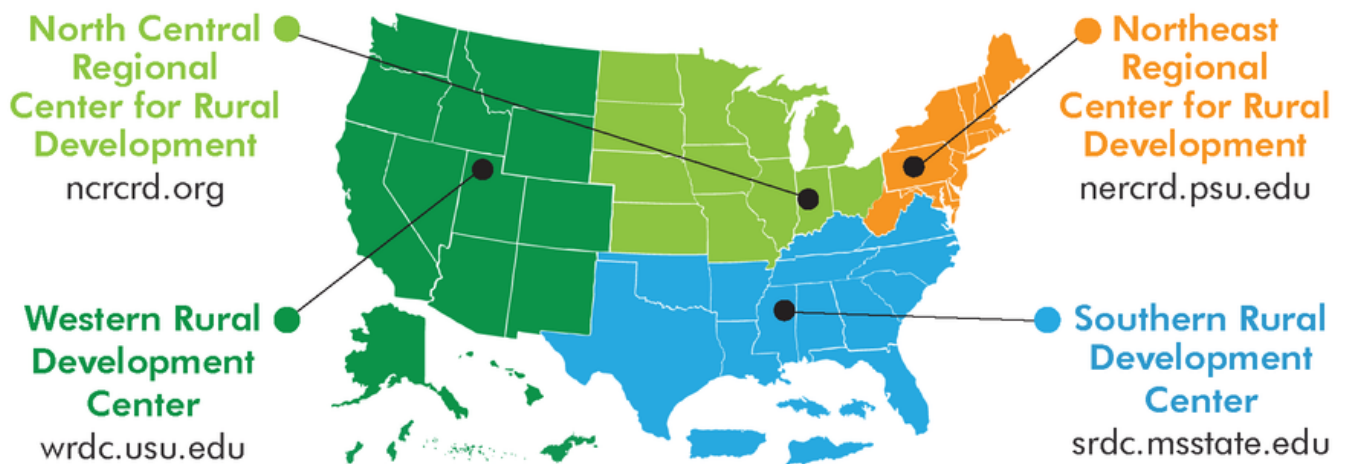 North Central
Regional
Center for Rural
Development
ncrcrd.org
Northeast
Regional
Center for Rural
Development
nercrd.psu.edu
Western Rural
Development
Center
wrdc.usu.edu
Southern Rural
Development
Center
srdc.msstate.edu